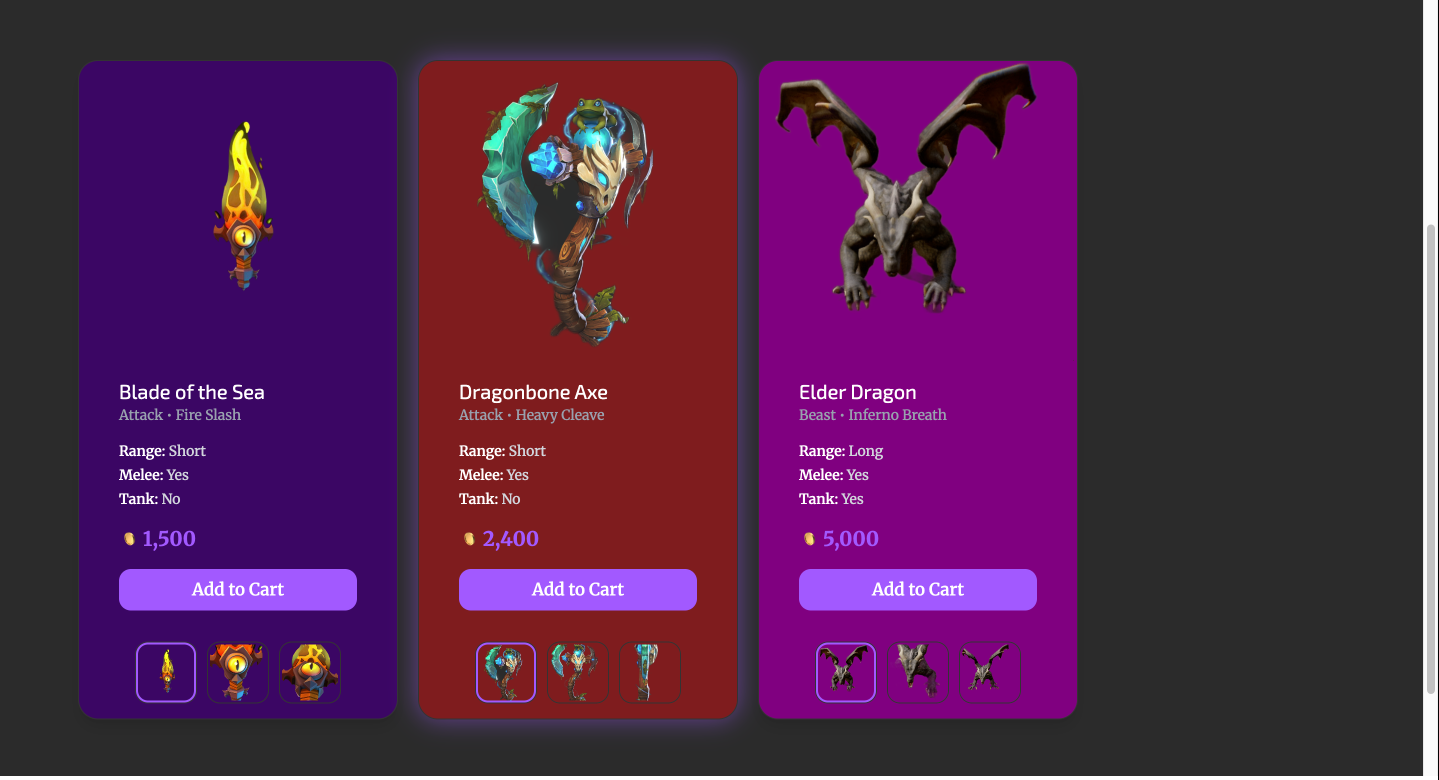 Blade of the Sea
Attack • Fire Slash
Range: Short
Melee: Yes
Tank: No
1,500
Add to Cart
Dragonbone Axe
Attack • Heavy Cleave
Range: Short
Melee: Yes
Tank: No
2,400
Add to Cart
Elder Dragon
Beast • Inferno Breath
Range: Long
Melee: Yes
Tank: Yes
5,000
Add to Cart